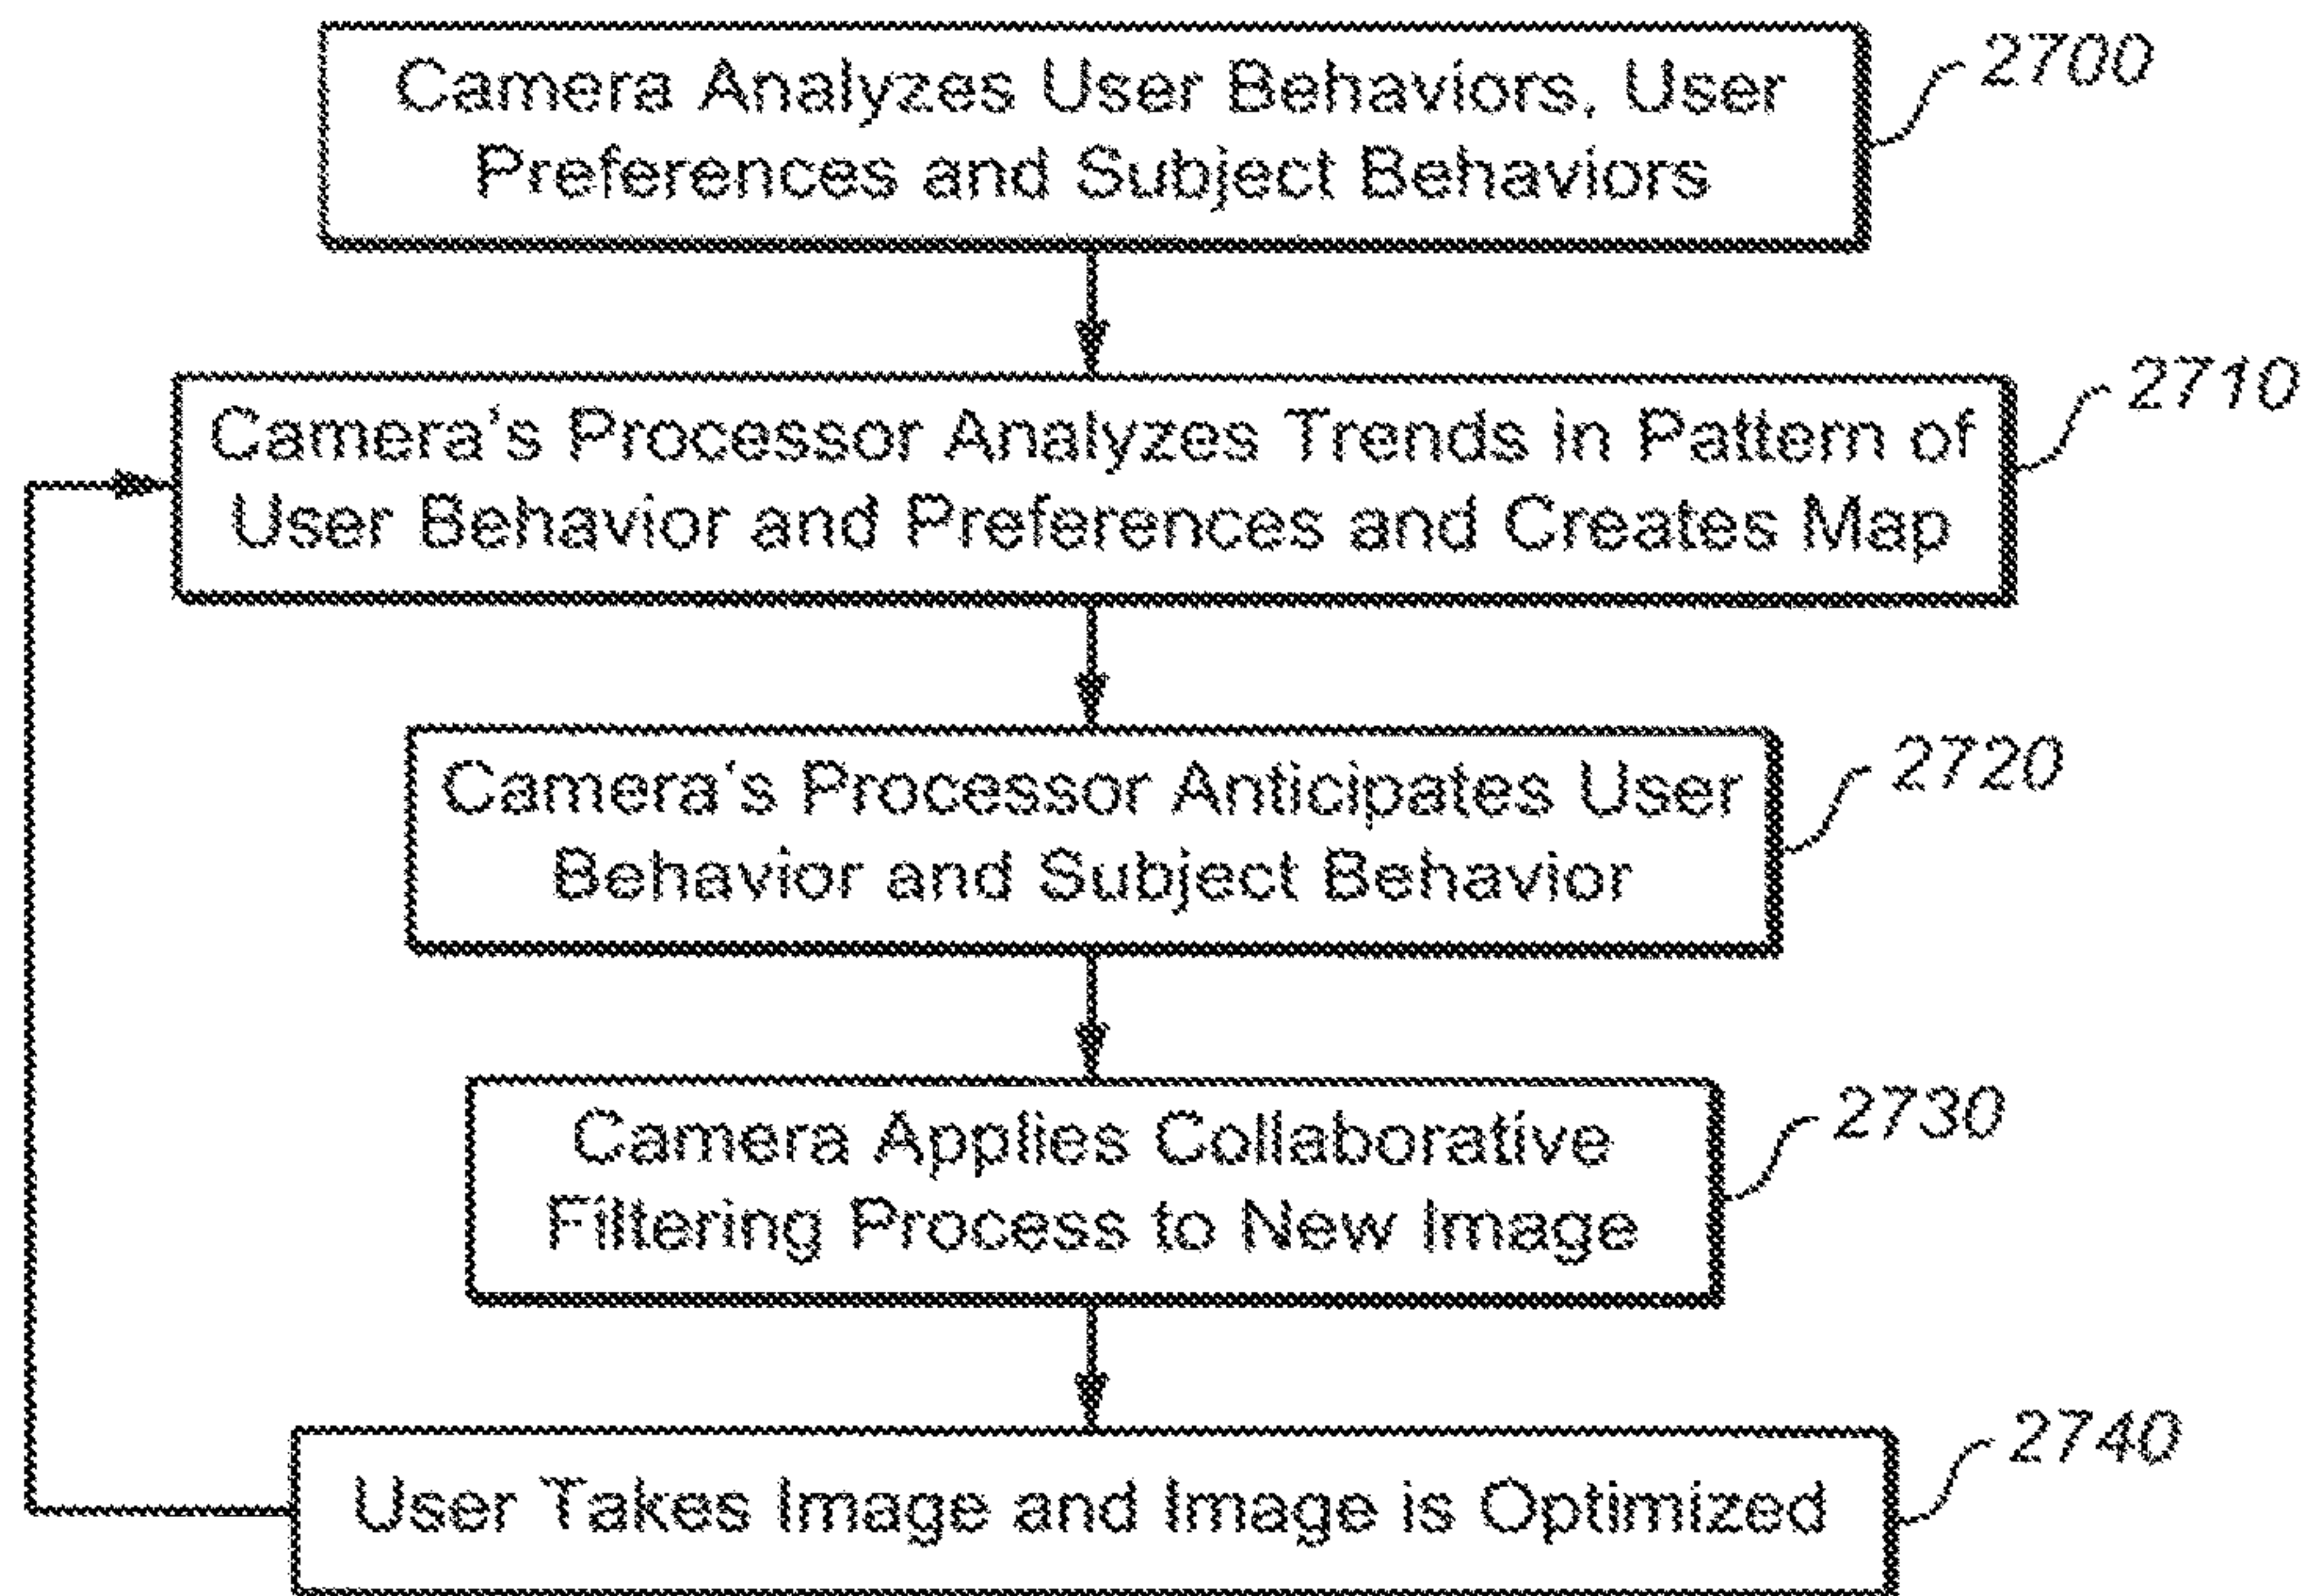 Camera Analyzes User Behaviors, User
Preferences and Subject Behaviors
2700
Camera's Processor Analyzes Trends in Pattern of
User Behavior and Preferences and Creates Map
2710
Camera's Processor Anticipates User
Behavior and Subject Behavior
2720
Camera Applies Collaborative
Filtering Process to New Image
2730
User Takes Image and Image is Optimized
2740